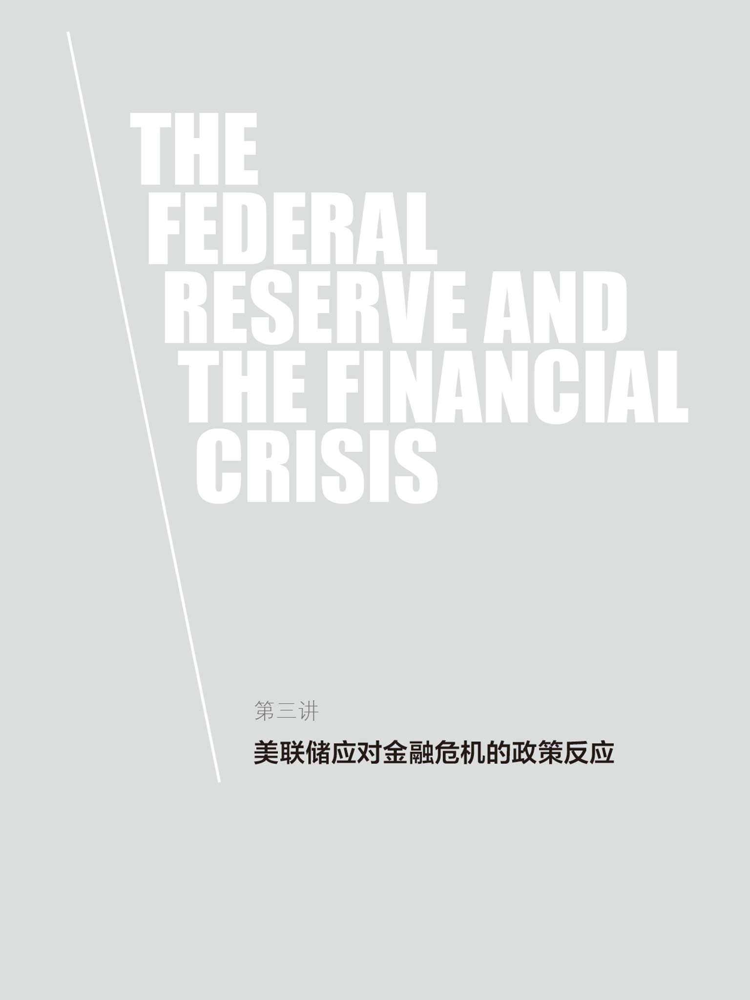 THE
FEDERAL
RESERVE AND
THE FINANCIAL
CRISIS
第三讲
美联储应对金融危机的政策反应